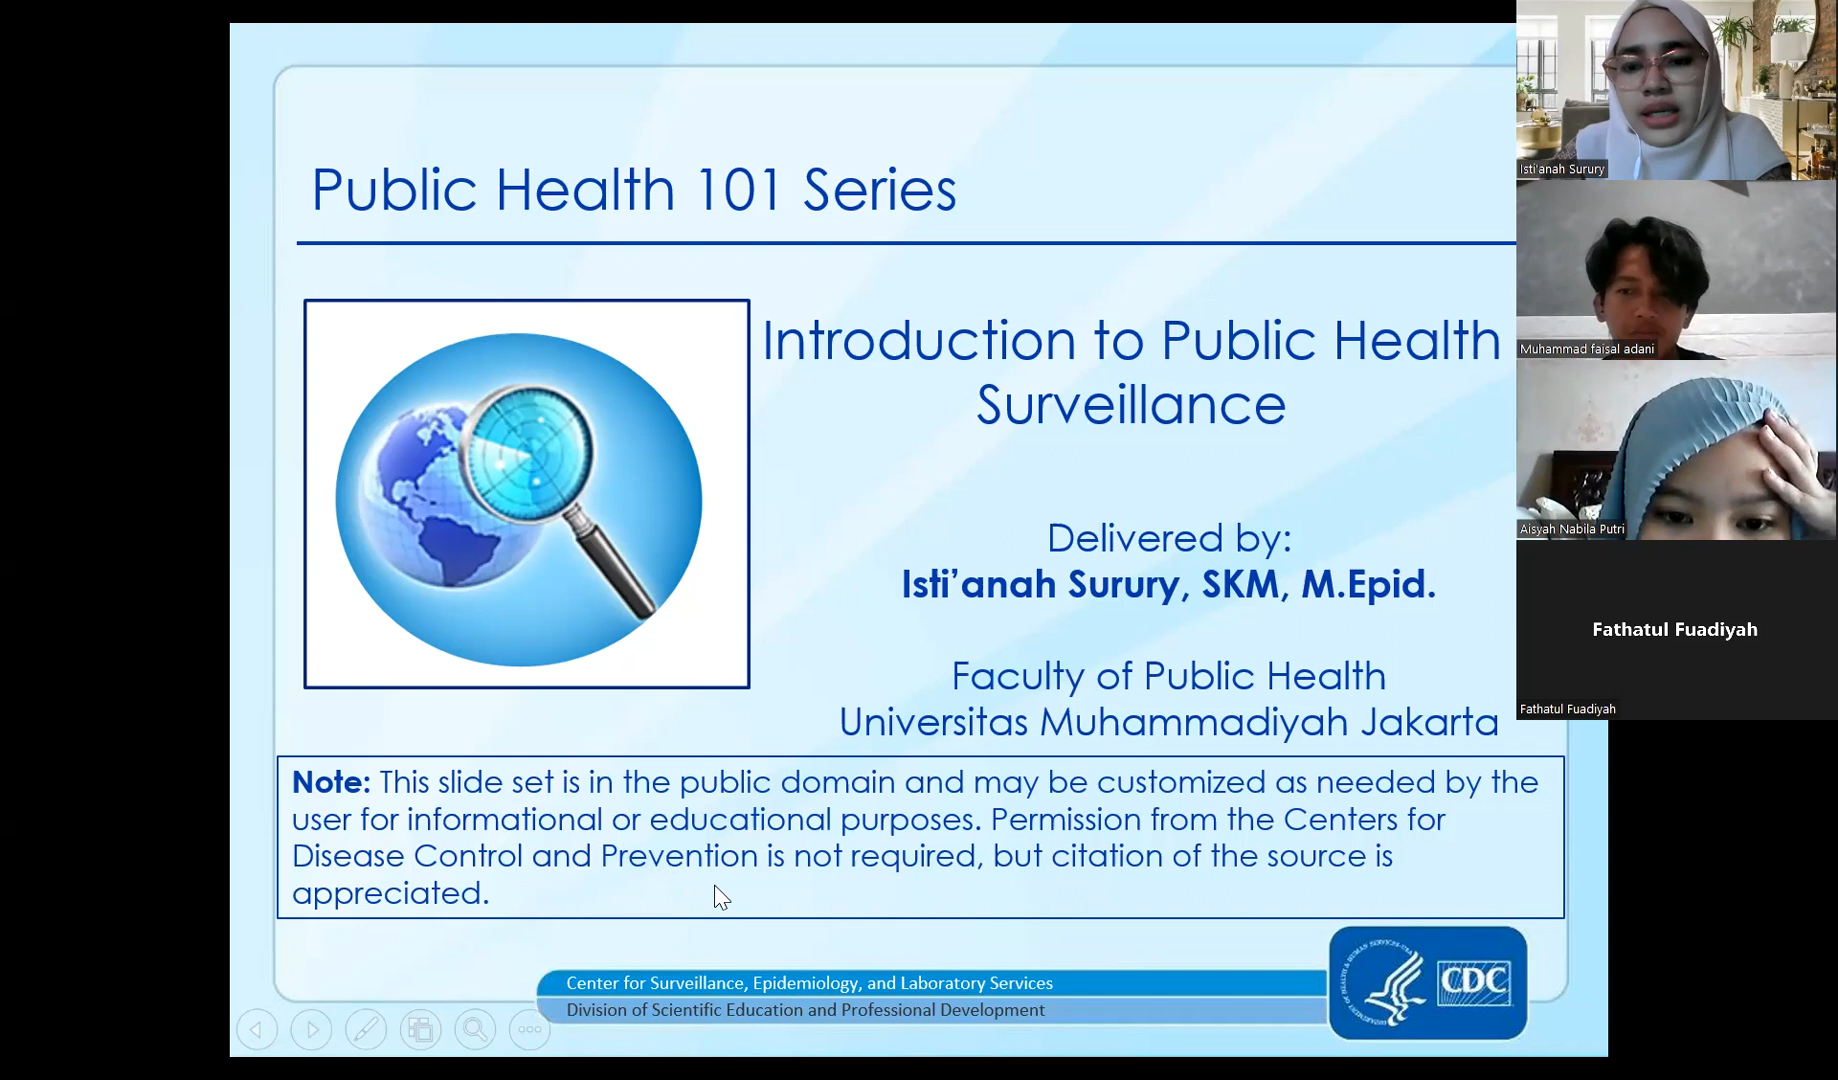 Public Health 101 Series
Introduction to Public Health
Surveillance
Delivered by:
Isti’anah Surury, SKM, M.Epid.
Faculty of Public Health
Universitas Muhammadiyah Jakarta
Note: This slide set is in the public domain and may be customized as needed by the
user for informational or educational purposes. Permission from the Centers for
Disease Control and Prevention is not required, but citation of the source is
appreciated.
Center for Surveillance, Epidemiology, and Laboratory Services
Division of Scientific Education and Professional Development
CDC
Isti'anah Surury
Muhammad faisal adani
Aisyah Nabila Putri
Fathatul Fuadiyah
Fathatul Fuadiyah